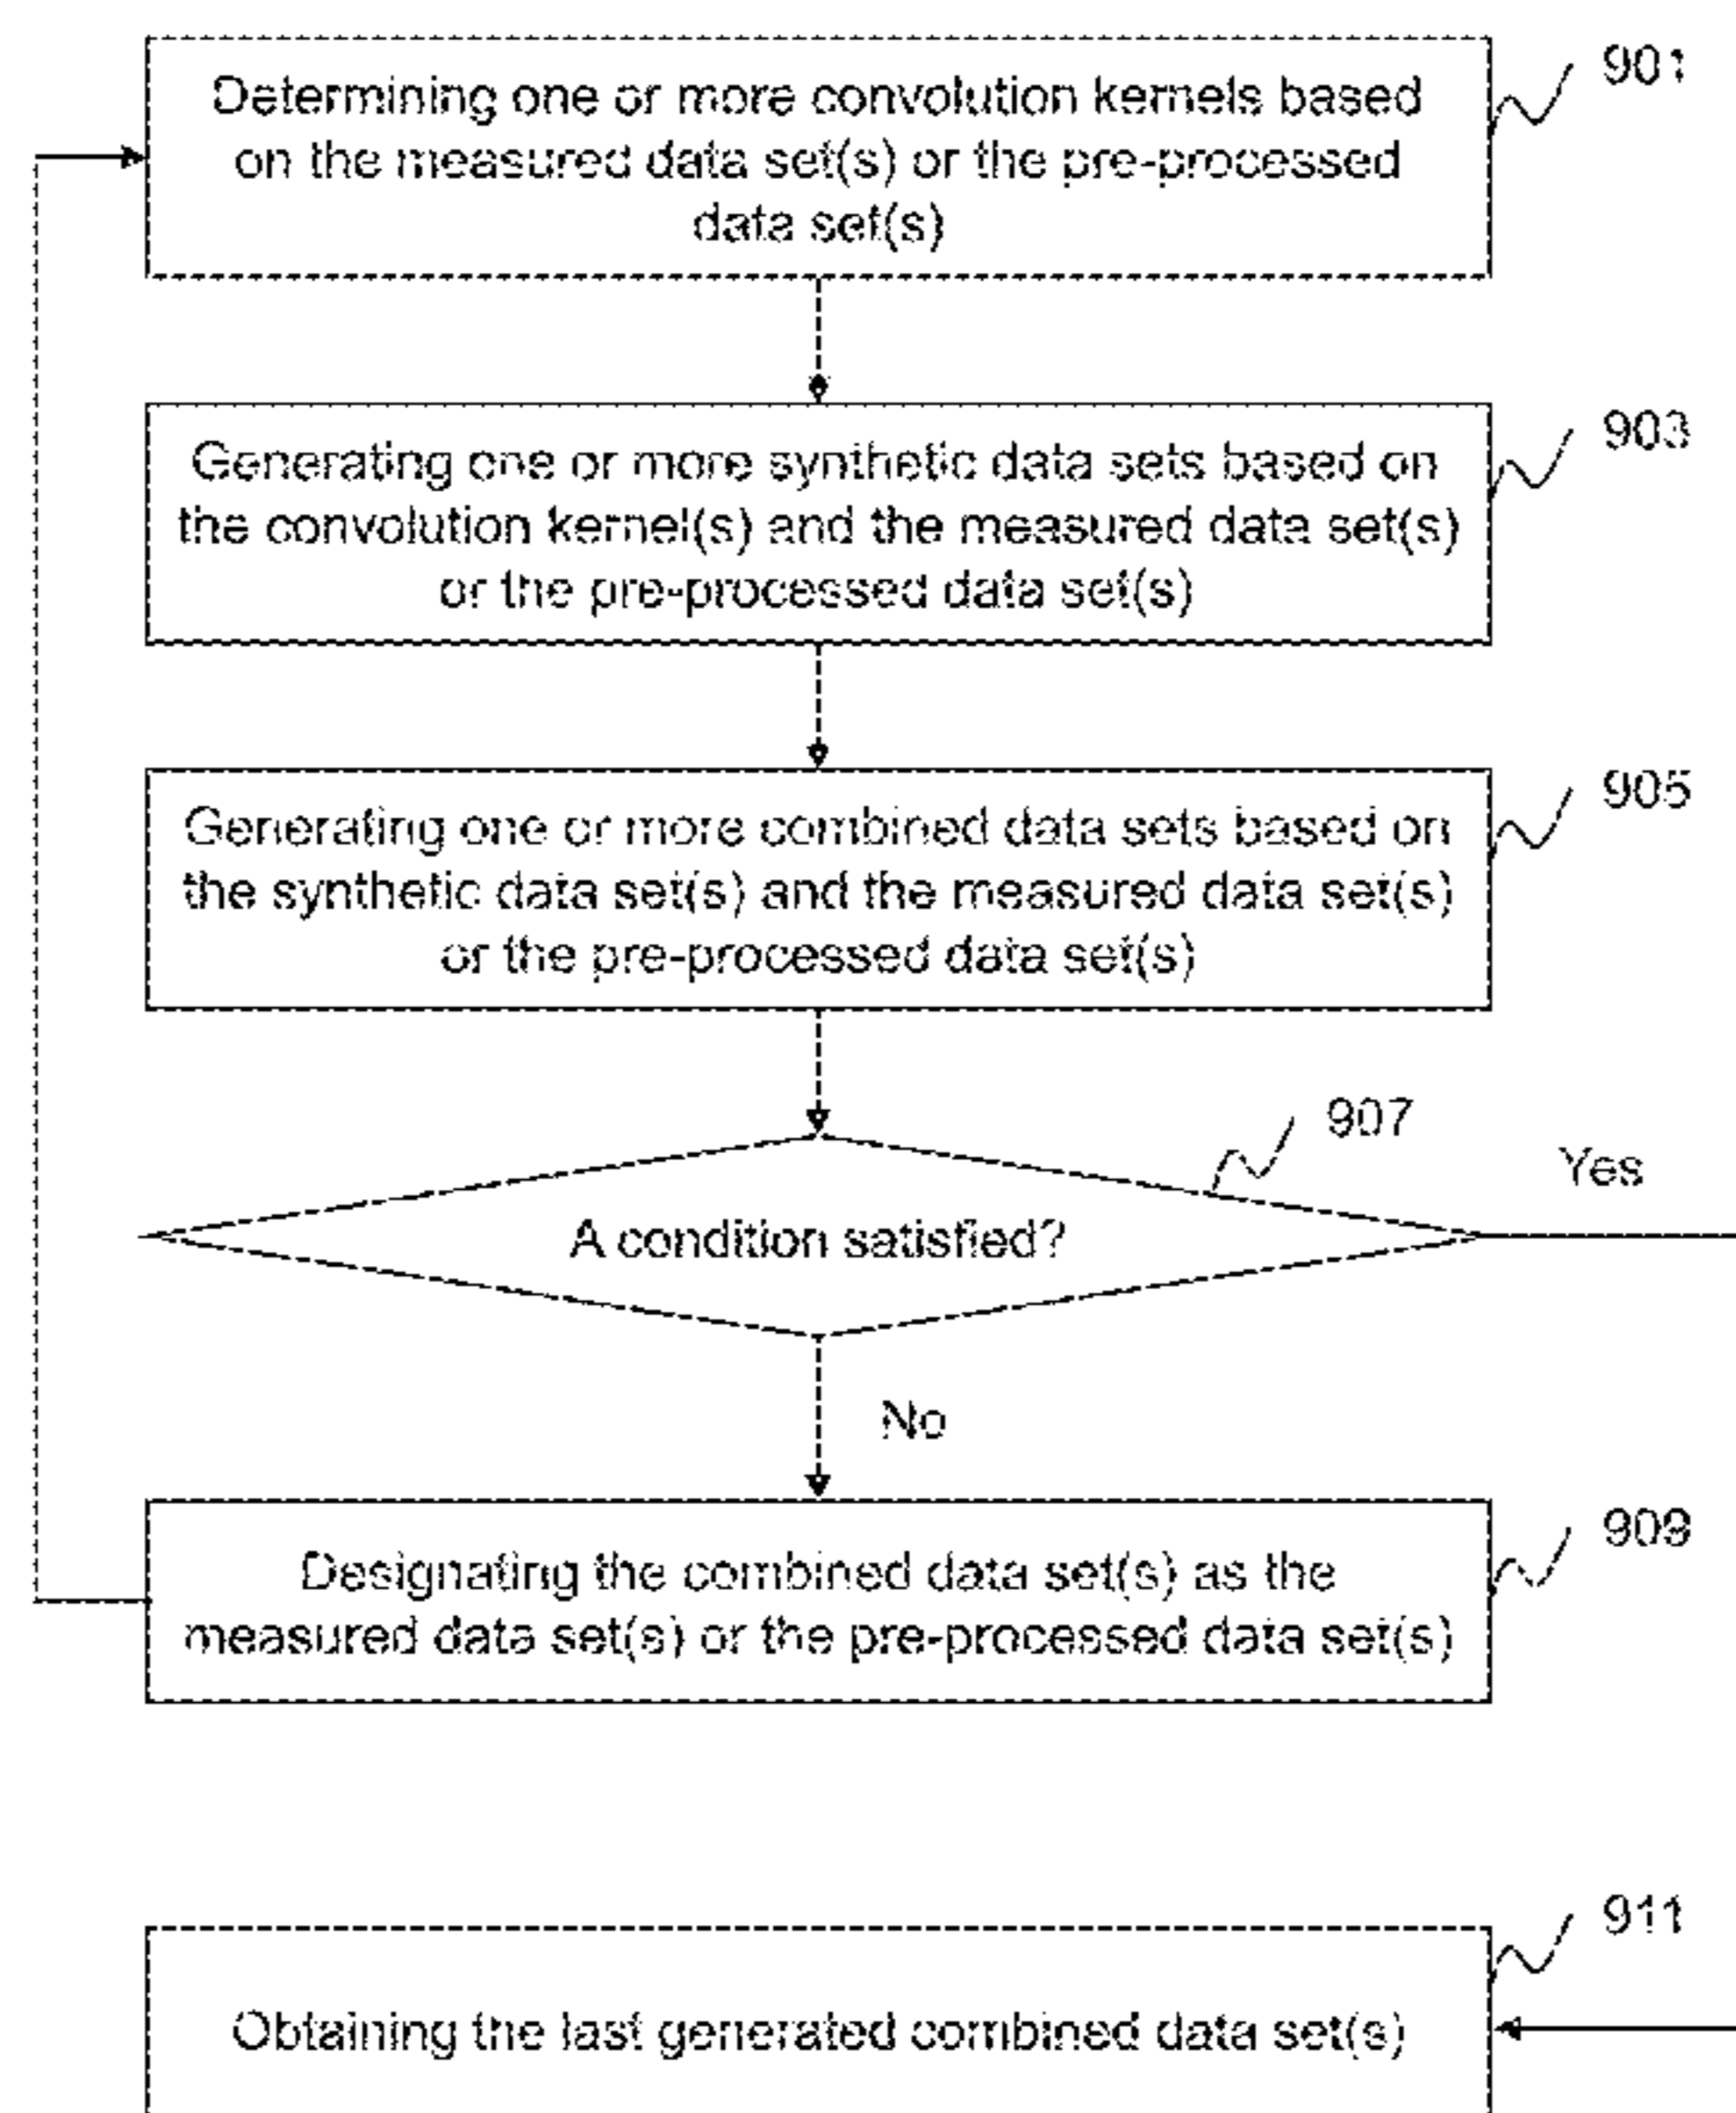 901
Determining one or more convolution kernels based
on the measured data set(s) or the pre-processed
data set(s)
903
Generating one or more synthetic data sets based on
the convolution kernel(s) and the measured data set(s)
or the pre-processed data set(s)
905
Generating one or more combined data sets based on
the synthetic data set(s) and the measured data set(s)
or the pre-processed data set(s)
907
Yes
A condition satisfied?
No
909
Designating the combined data set(s) as the
measured data set(s) or the pre-processed data set(s)
911
Obtaining the last generated combined data set(s)